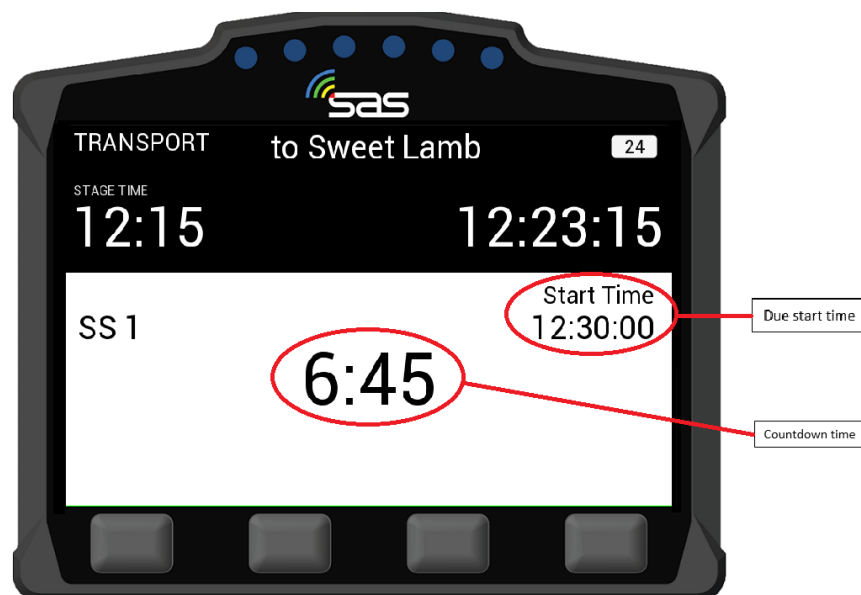 sas
TRANSPORT to Sweet Lamb 24
STAGE TIME
12:15 12:23:15
Start Time
SS 1 12:30:00
6:45
Due start time
Countdown time